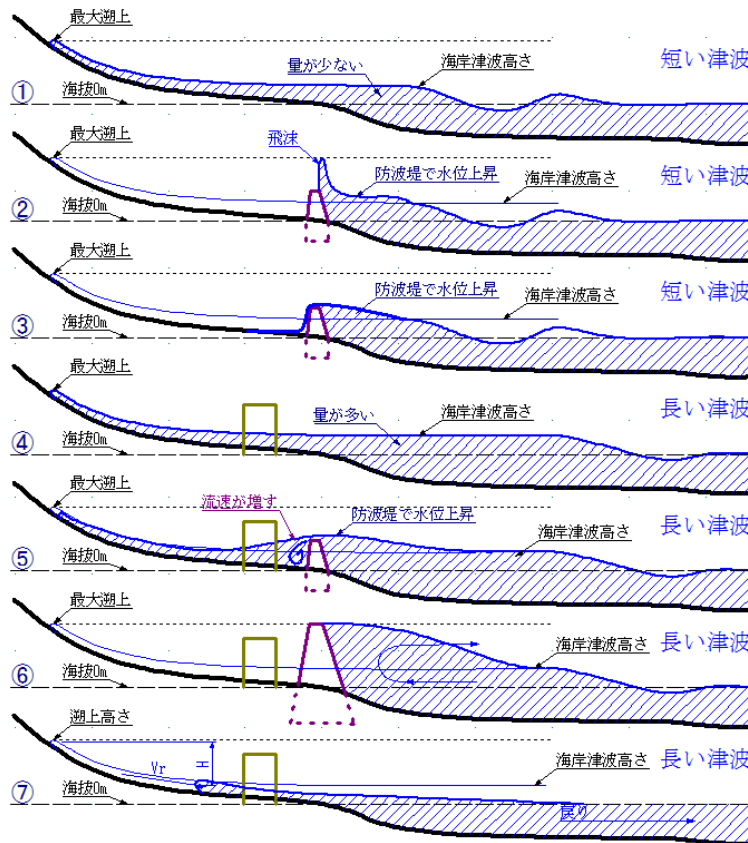 最大遡上
量が少ない
海岸津波高さ
短い津波
①
海抜0m
最大遡上
飛沫
防波堤で水位上昇
海岸津波高さ
短い津波
②
海抜0m
最大遡上
防波堤で水位上昇
海岸津波高さ
短い津波
③
海抜0m
最大遡上
量が多い
海岸津波高さ
長い津波
④
海抜0m
最大遡上
流速が増す
防波堤で水位上昇
海岸津波高さ
長い津波
⑤
海抜0m
最大遡上
海岸津波高さ
長い津波
⑥
海抜0m
遡上高さ
Vr
H
海岸津波高さ
長い津波
⑦
海抜0m
戻り